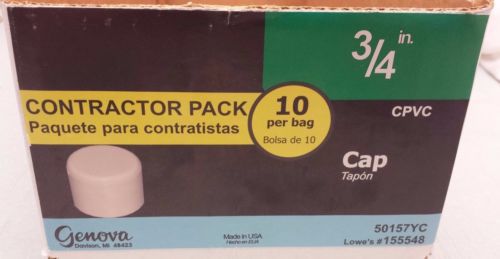 3/4 in.
CPVC
CONTRACTOR PACK
Paquete para contratistas
10
per bag
Bolsa de 10
Cap
Tapón
Genova
Davison, MI 48423
Made in USA
Hecho en EUA
50157YC
Lowe's #155548